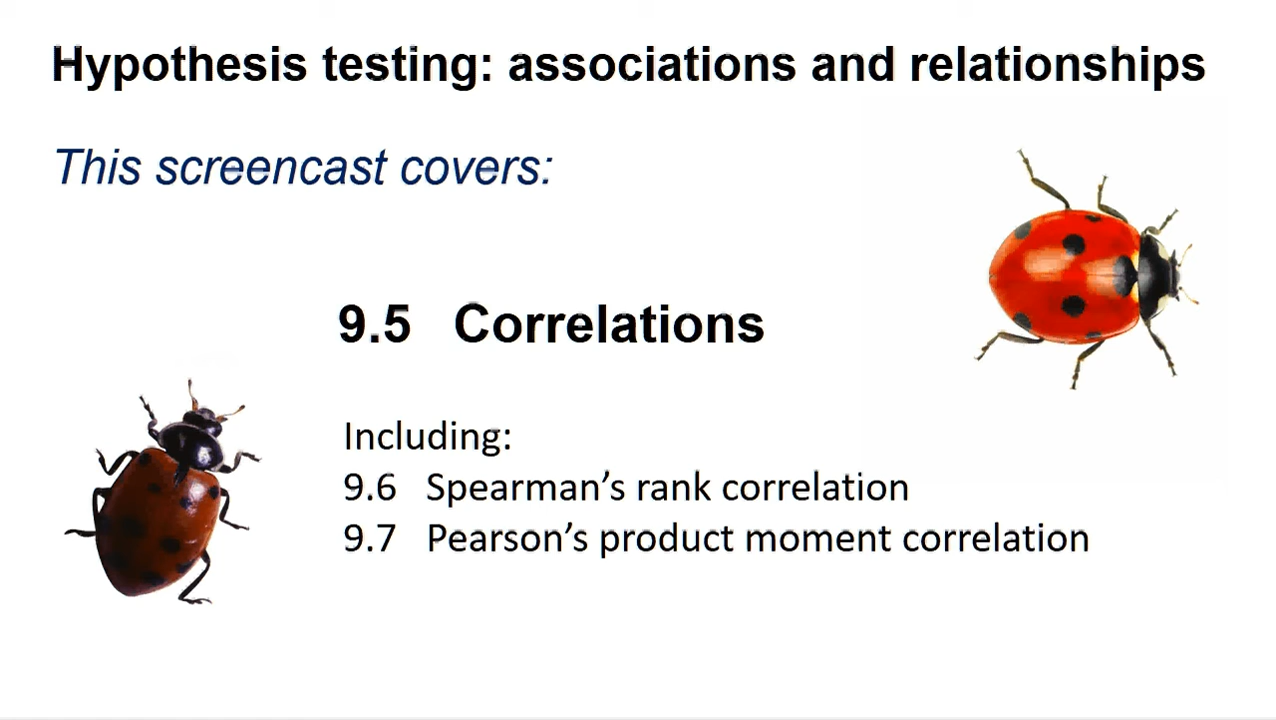 Hypothesis testing: associations and relationships
This screencast covers:
9.5 Correlations
Including:
9.6 Spearman’s rank correlation
9.7 Pearson’s product moment correlation